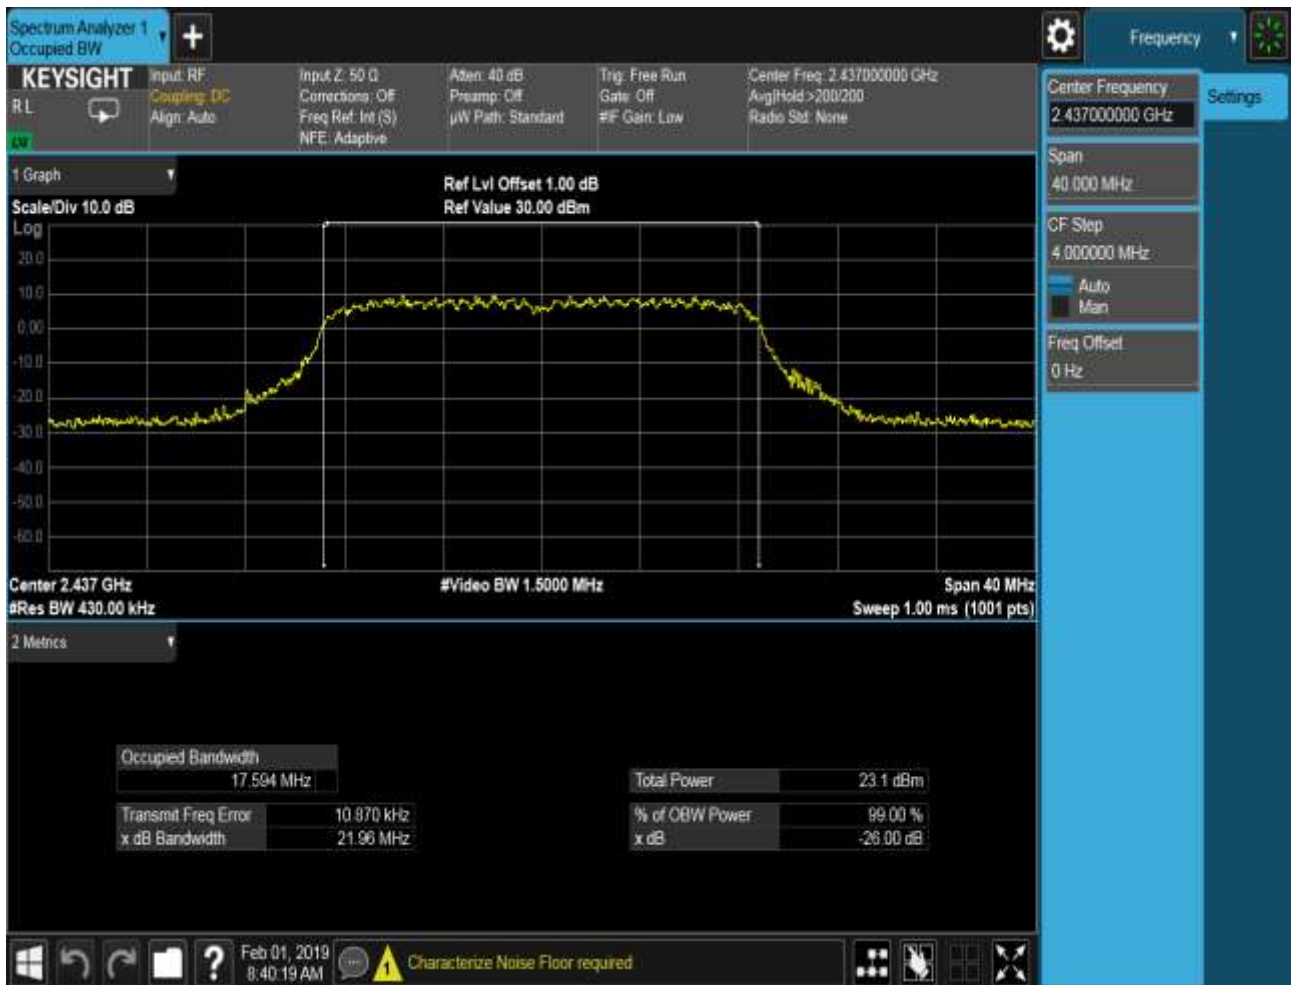 Spectrum Analyzer 1
Occupied BW
Frequency
KEYSIGHT
R L
Input: RF
Coupling: DC
Align: Auto
Input Z: 50 Ω
Corrections: Off
Freq Ref: Int (S)
NFE: Adaptive
Atten: 40 dB
Preamp: Off
µW Path: Standard
Trig: Free Run
Gate: Off
#IF Gain: Low
Center Freq: 2.437000000 GHz
Avg|Hold >200/200
Radio Std: None
Center Frequency
2.437000000 GHz
Settings
Span
40.000 MHz
CF Step
4.000000 MHz
Auto
Man
Freq Offset
0 Hz
1 Graph
Scale/Div 10.0 dB
Ref Lvl Offset 1.00 dB
Ref Value 30.00 dBm
Log
20.0
10.0
0.00
-10.0
-20.0
-30.0
-40.0
-50.0
-60.0
Center 2.437 GHz
#Video BW 1.5000 MHz
Span 40 MHz
#Res BW 430.00 kHz
Sweep 1.00 ms (1001 pts)
2 Metrics
Occupied Bandwidth
17.594 MHz
Total Power 23.1 dBm
Transmit Freq Error 10.870 kHz
% of OBW Power 99.00 %
x dB Bandwidth 21.96 MHz
x dB -26.00 dB
?
Feb 01, 2019
8:40:19 AM
1
Characterize Noise Floor required